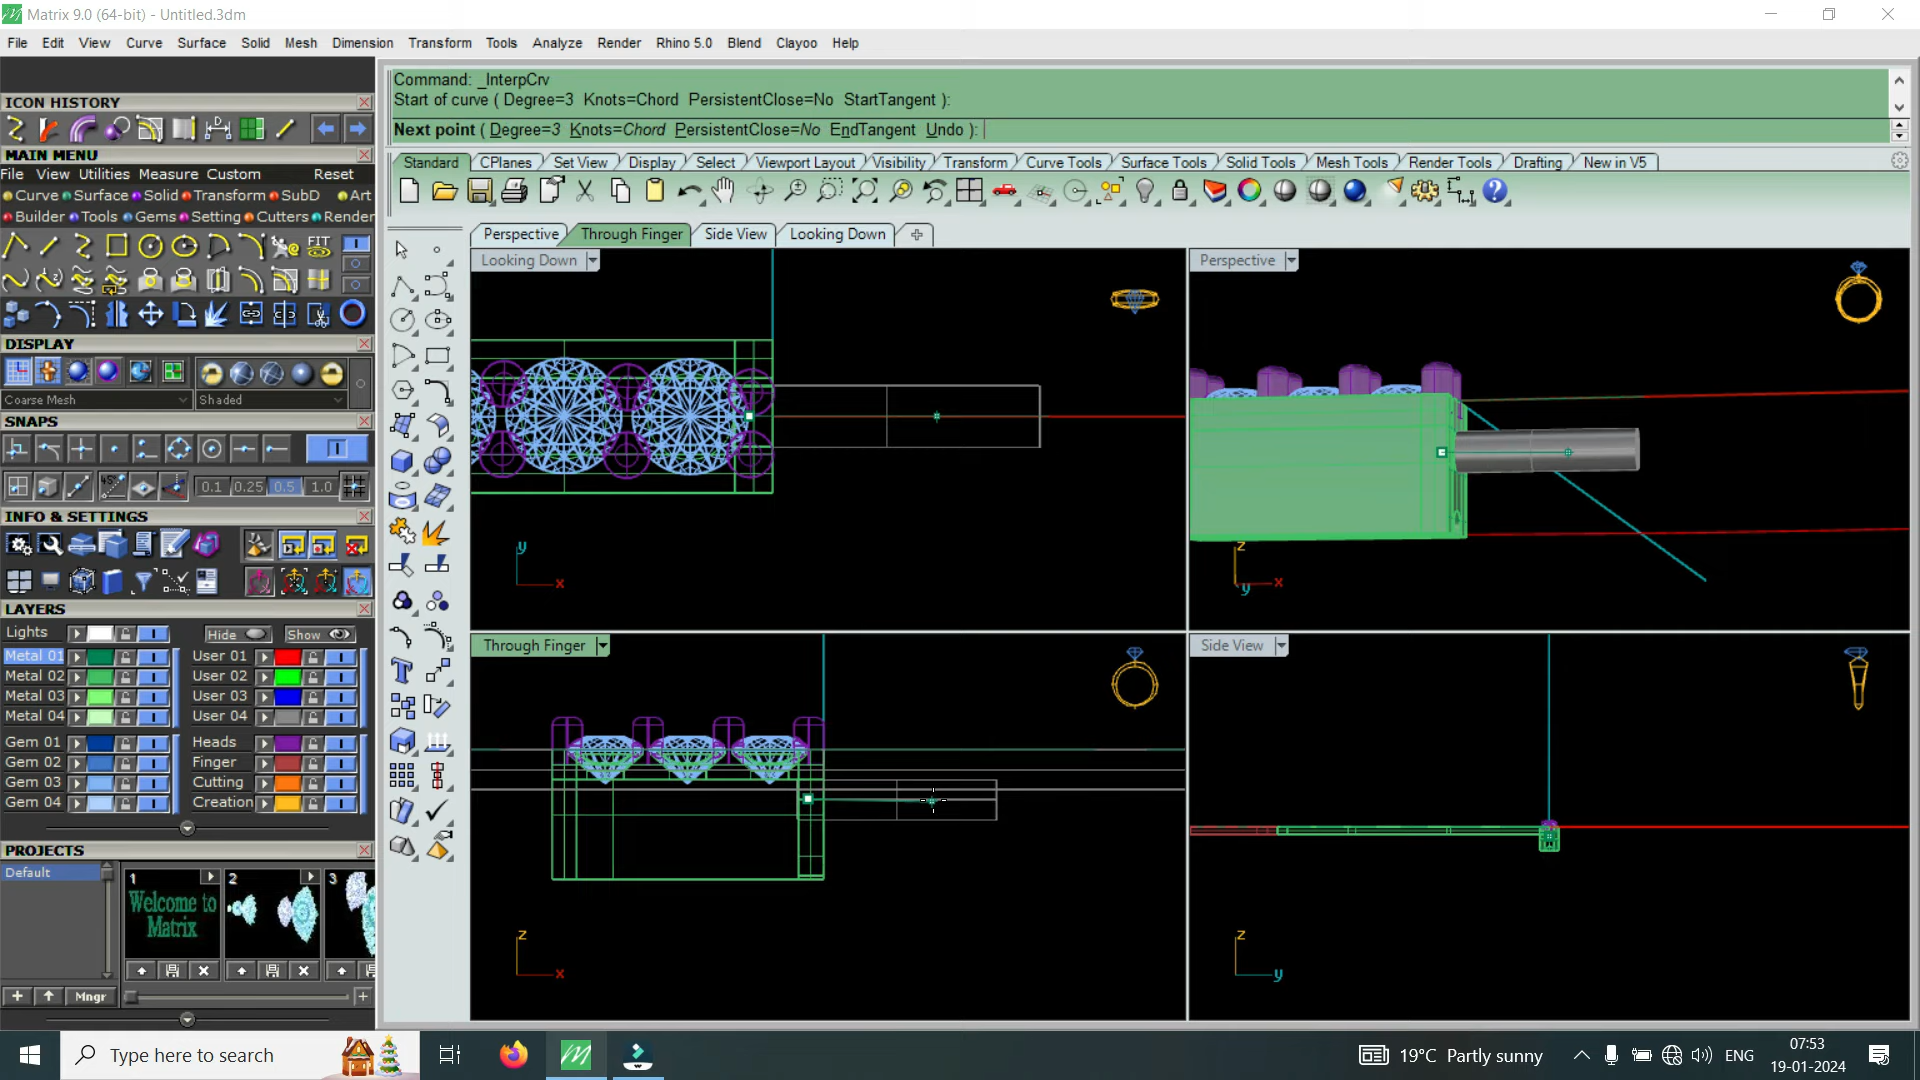 Matrix 9.0 (64-bit) - Untitled.3dm
File Edit View Curve Surface Solid Mesh Dimension Transform Tools Analyze Render Rhino 5.0 Blend Clayoo Help
ICON HISTORY
MAIN MENU
File View Utilities Measure Custom Reset
Curve Surface Solid Transform SubD Art
Builder Tools Gems Setting Cutters Render
FIT
DISPLAY
Coarse Mesh Shaded
SNAPS
45°
0.1 0.25 0.5 1.0
INFO & SETTINGS
LAYERS
Lights Hide Show
Metal 01 User 01
Metal 02 User 02
Metal 03 User 03
Metal 04 User 04
Gem 01 Heads
Gem 02 Finger
Gem 03 Cutting
Gem 04 Creation
PROJECTS
Default
1 2 3
Welcome to
Matrix
Mngr
Command: _InterpCrv
Start of curve ( Degree=3 Knots=Chord PersistentClose=No StartTangent ):
Next point ( Degree=3 Knots=Chord PersistentClose=No EndTangent Undo ):
Standard CPlanes Set View Display Select Viewport Layout Visibility Transform Curve Tools Surface Tools Solid Tools Mesh Tools Render Tools Drafting New in V5
Perspective Through Finger Side View Looking Down
Looking Down
y
x
Perspective
z
x
y
Through Finger
z
x
Side View
z
y
Type here to search
19°C Partly sunny
ENG
07:53
19-01-2024